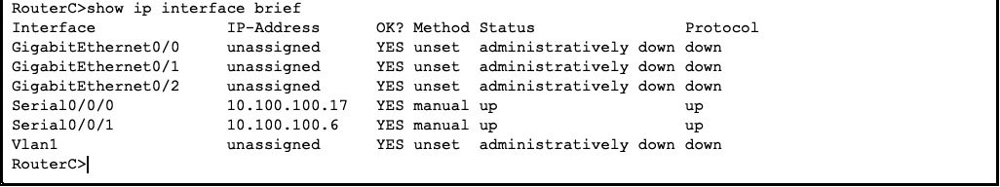 RouterC>show ip interface brief
Interface IP-Address OK? Method Status Protocol
GigabitEthernet0/0 unassigned YES unset administratively down down
GigabitEthernet0/1 unassigned YES unset administratively down down
GigabitEthernet0/2 unassigned YES unset administratively down down
Serial0/0/0 10.100.100.17 YES manual up up
Serial0/0/1 10.100.100.6 YES manual up up
Vlan1 unassigned YES unset administratively down down
RouterC>